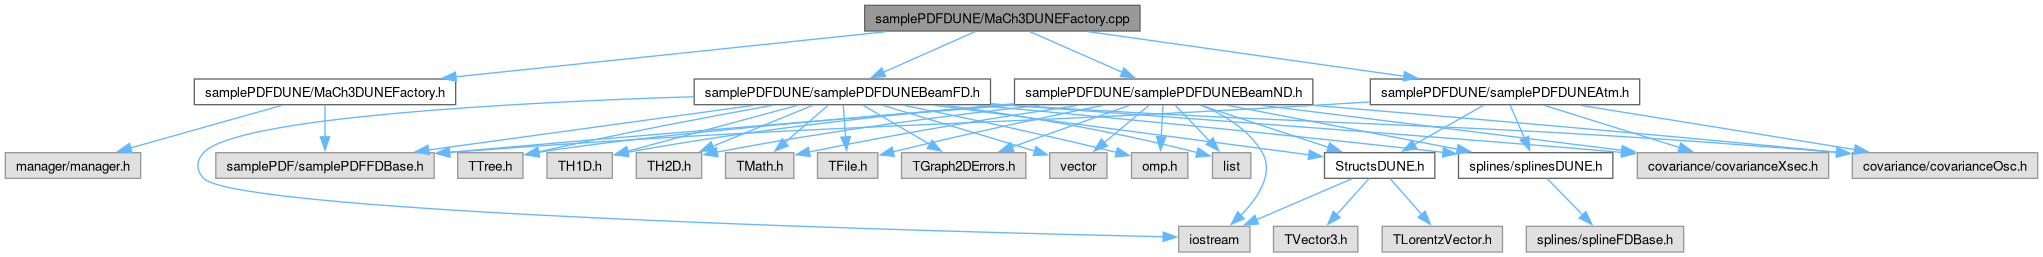 samplePDFDUNE/MaCh3DUNEFactory.cpp
samplePDFDUNE/MaCh3DUNEFactory.h
samplePDFDUNE/samplePDFDUNEBeamFD.h
samplePDFDUNE/samplePDFDUNEBeamND.h
samplePDFDUNE/samplePDFDUNEAtm.h
manager/manager.h
samplePDF/samplePDFFDBase.h
TTree.h
TH1D.h
TH2D.h
TMath.h
TFile.h
TGraph2DErrors.h
vector
omp.h
list
StructsDUNE.h
splines/splinesDUNE.h
covariance/covarianceXsec.h
covariance/covarianceOsc.h
iostream
TVector3.h
TLorentzVector.h
splines/splineFDBase.h